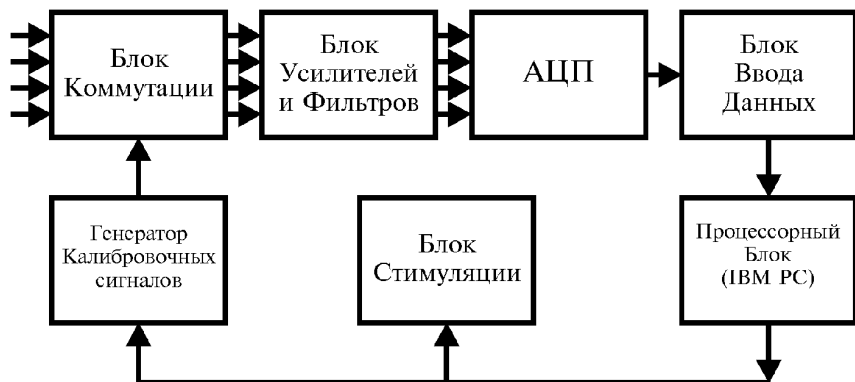 Блок
Коммутации
Блок
Усилителей
и Фильтров
АЦП
Блок
Ввода
Данных
Генератор
Калибровочных
сигналов
Блок
Стимуляции
Процессорный
Блок
(IBM PC)